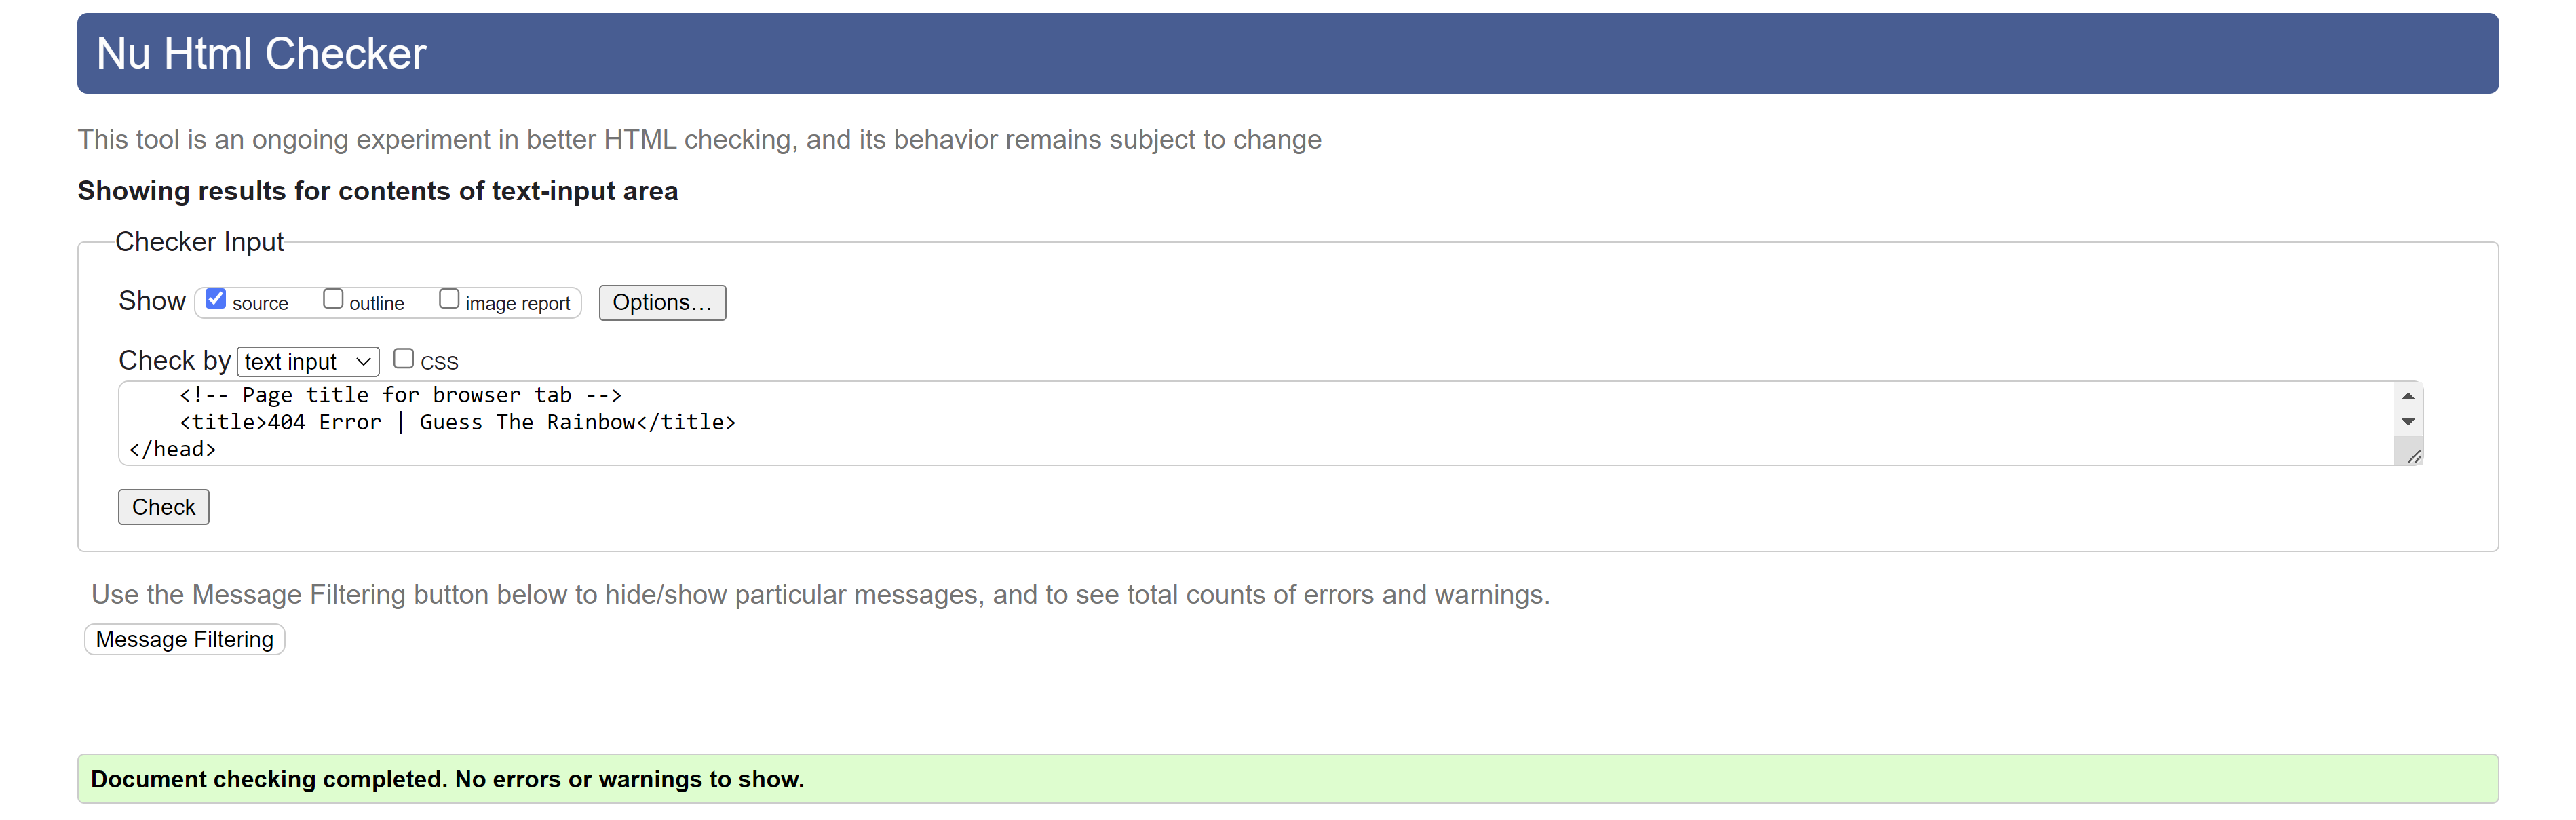 Nu Html Checker
This tool is an ongoing experiment in better HTML checking, and its behavior remains subject to change
Showing results for contents of text-input area
Checker Input
Show source outline image report Options...
Check by text input CSS
<!-- Page title for browser tab -->
<title>404 Error | Guess The Rainbow</title>
</head>
Check
Use the Message Filtering button below to hide/show particular messages, and to see total counts of errors and warnings.
Message Filtering
Document checking completed. No errors or warnings to show.